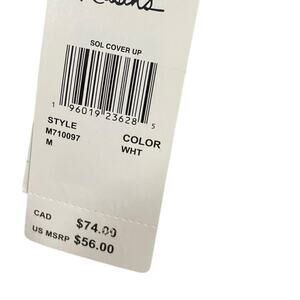 SOL COVER UP
1 96019 23628 5
STYLE
M710097
M
COLOR
WHT
CAD $74.00
US MSRP $56.00